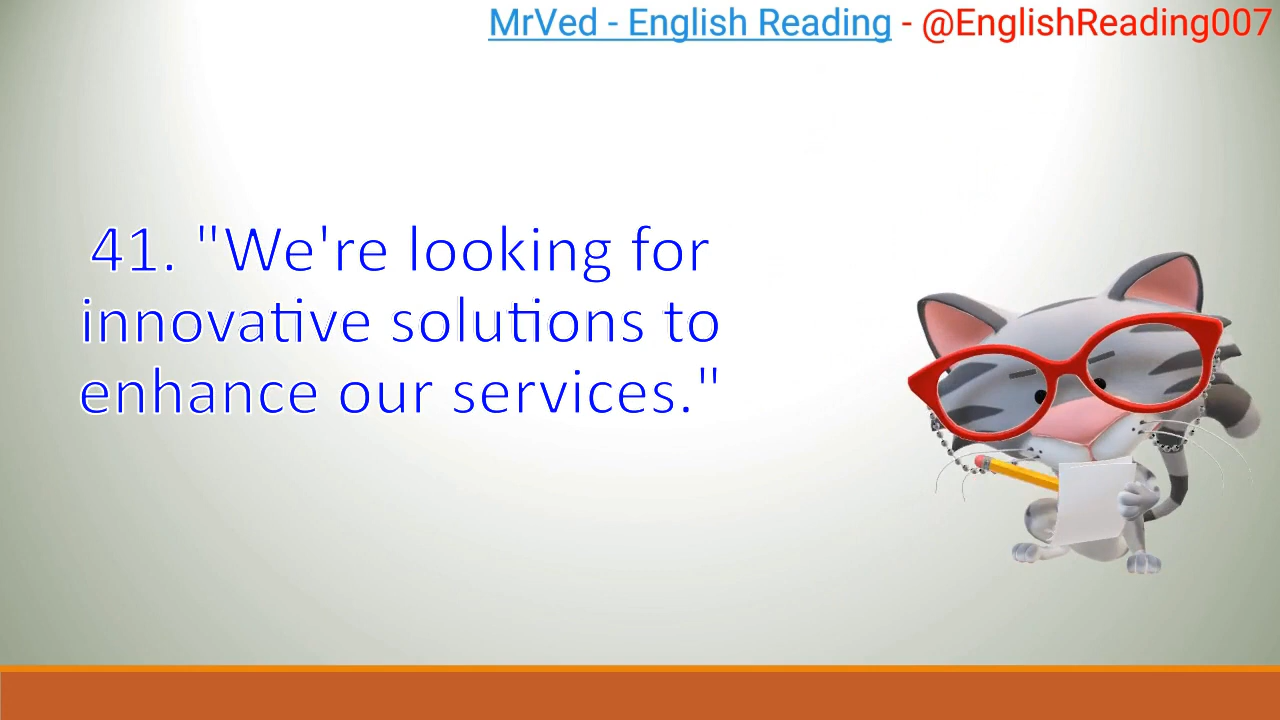 MrVed - English Reading - @EnglishReading007
41. "We're looking for
innovative solutions to
enhance our services."